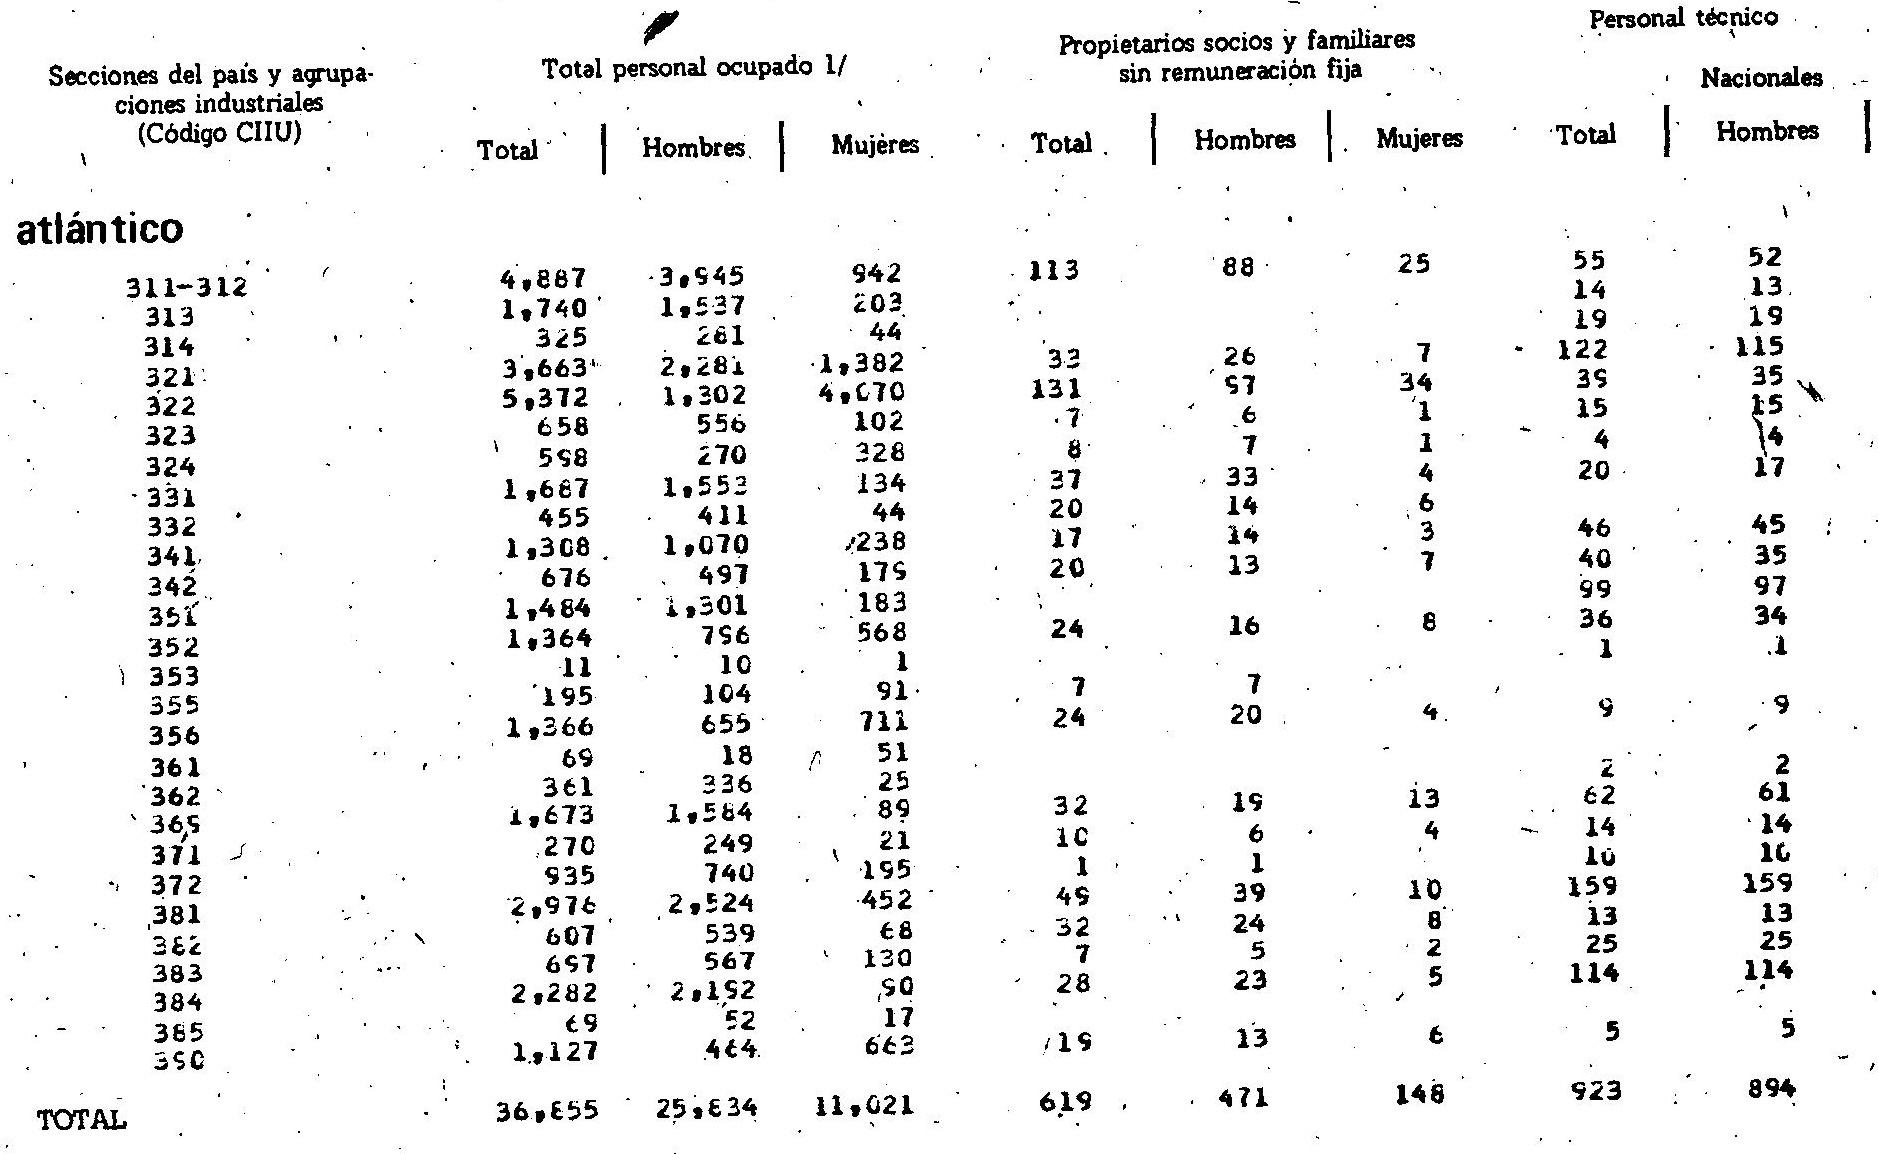 Personal técnico
Propietarios socios y familiares
Total personal ocupado 1/
sin remuneración fija
Secciones del país y agrupa-
ciones industriales
(Código CIIU)
Nacionales
Total | Hombres | Mujeres Total | Hombres | Mujeres Total | Hombres |
atlántico
311-312 4,887 3,945 942 113 88 25 55 52
313 1,740 1,537 203 14 13
314 325 281 44 19 19
321 3,663 2,281 1,382 33 26 7 122 115
322 5,372 1,302 4,070 131 97 34 39 35
323 658 556 102 7 6 1 15 15
324 598 270 328 8 7 1 4 4
331 1,687 1,553 134 37 33 4 20 17
332 455 411 44 20 14 6
341 1,308 1,070 238 17 14 3 46 45
342 676 497 179 20 13 7 40 35
351 1,484 1,301 183 99 97
352 1,364 796 568 24 16 8 36 34
353 11 10 1 1 1
355 195 104 91 7 7
356 1,366 655 711 24 20 4 9 9
361 69 18 51
362 361 336 25 2 2
369 1,673 1,584 89 32 19 13 62 61
371 270 249 21 10 6 4 14 14
372 935 740 195 1 1 10 10
381 2,976 2,524 452 49 39 10 159 159
382 607 539 68 32 24 8 13 13
383 697 567 130 7 5 2 25 25
384 2,282 2,192 90 28 23 5 114 114
385 69 52 17
390 1,127 464 663 19 13 6 5 5
TOTAL 36,855 25,834 11,021 619 471 148 923 894